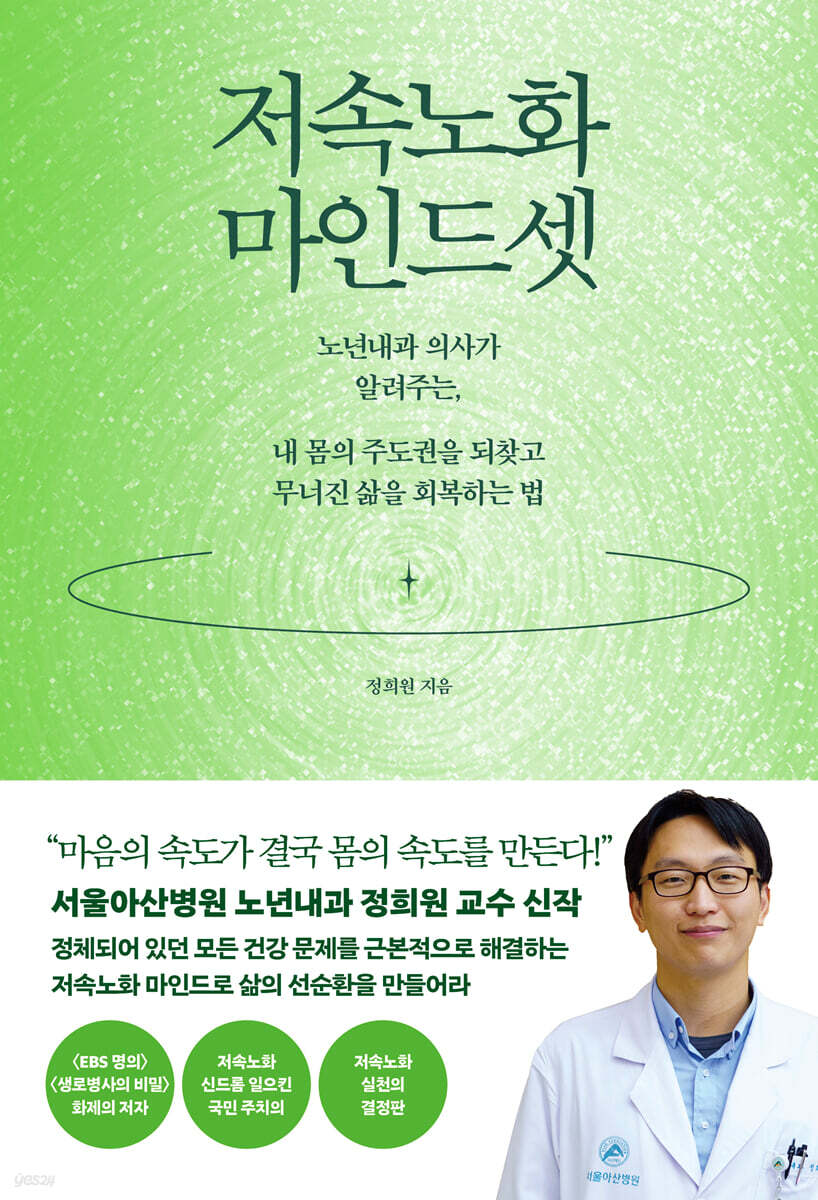 저속노화
마인드셋
노년내과 의사가
알려주는,
내 몸의 주도권을 되찾고
무너진 삶을 회복하는 법
정희원 지음
“마음의 속도가 결국 몸의 속도를 만든다!”
서울아산병원 노년내과 정희원 교수 신작
정체되어 있던 모든 건강 문제를 근본적으로 해결하는
저속노화 마인드로 삶의 선순환을 만들어라
〈EBS 명의〉
〈생로병사의 비밀〉
화제의 저자
저속노화
신드롬 일으킨
국민 주치의
저속노화
실천의
결정판
서울아산병원
yes24